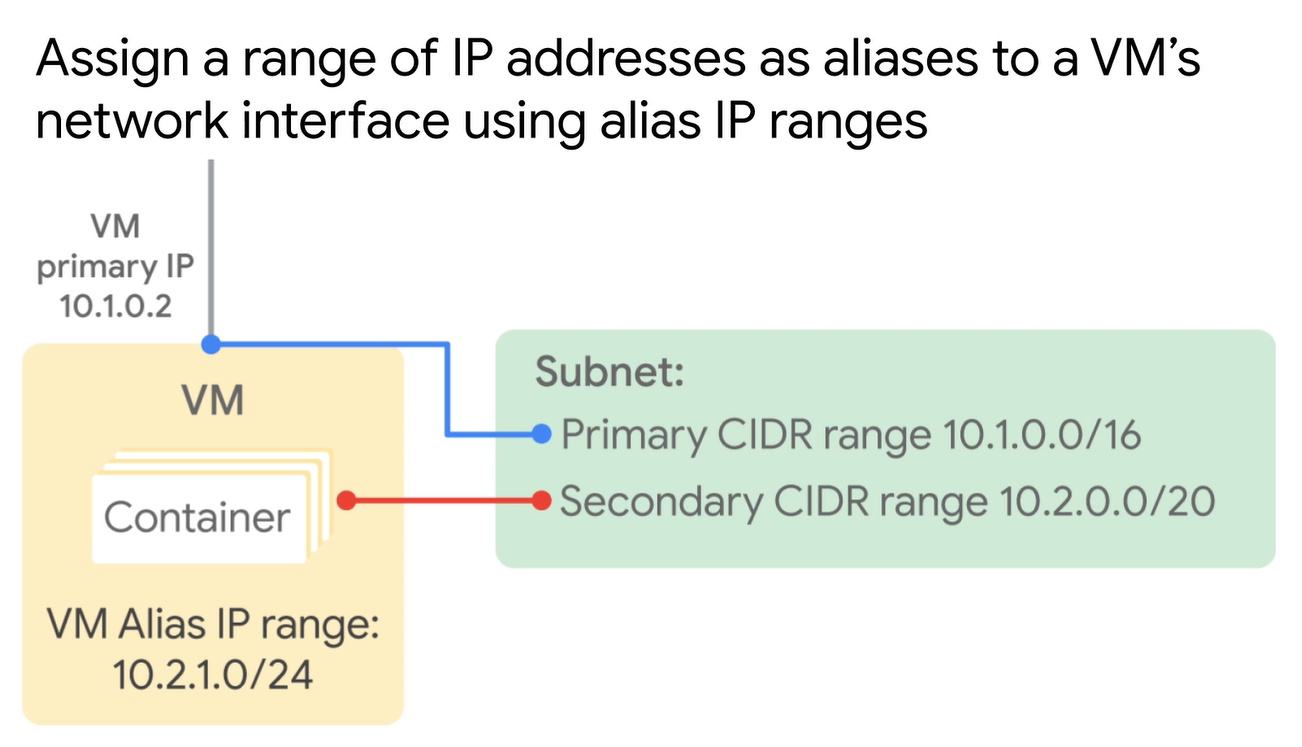 Assign a range of IP addresses as aliases to a VM’s
network interface using alias IP ranges
VM
primary IP
10.1.0.2
VM
Container
VM Alias IP range:
10.2.1.0/24
Subnet:
Primary CIDR range 10.1.0.0/16
Secondary CIDR range 10.2.0.0/20